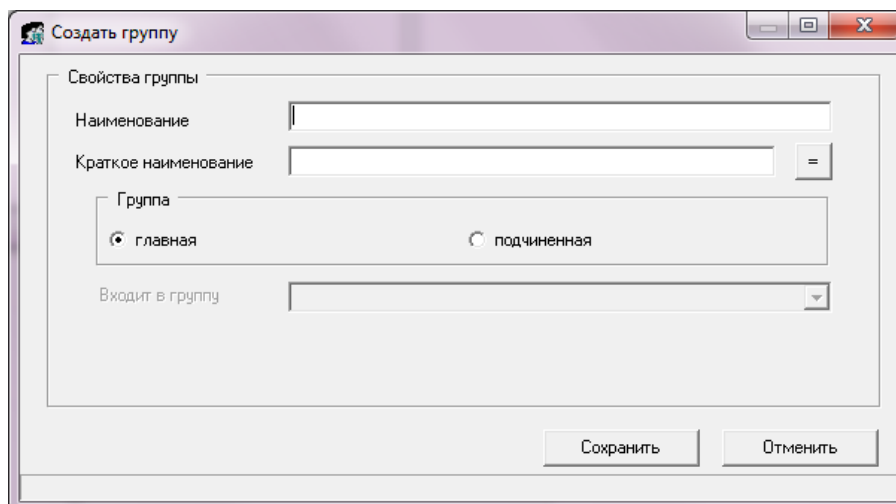 Создать группу
Свойства группы
Наименование
Краткое наименование =
Группа
главная подчиненная
Входит в группу
Сохранить Отменить